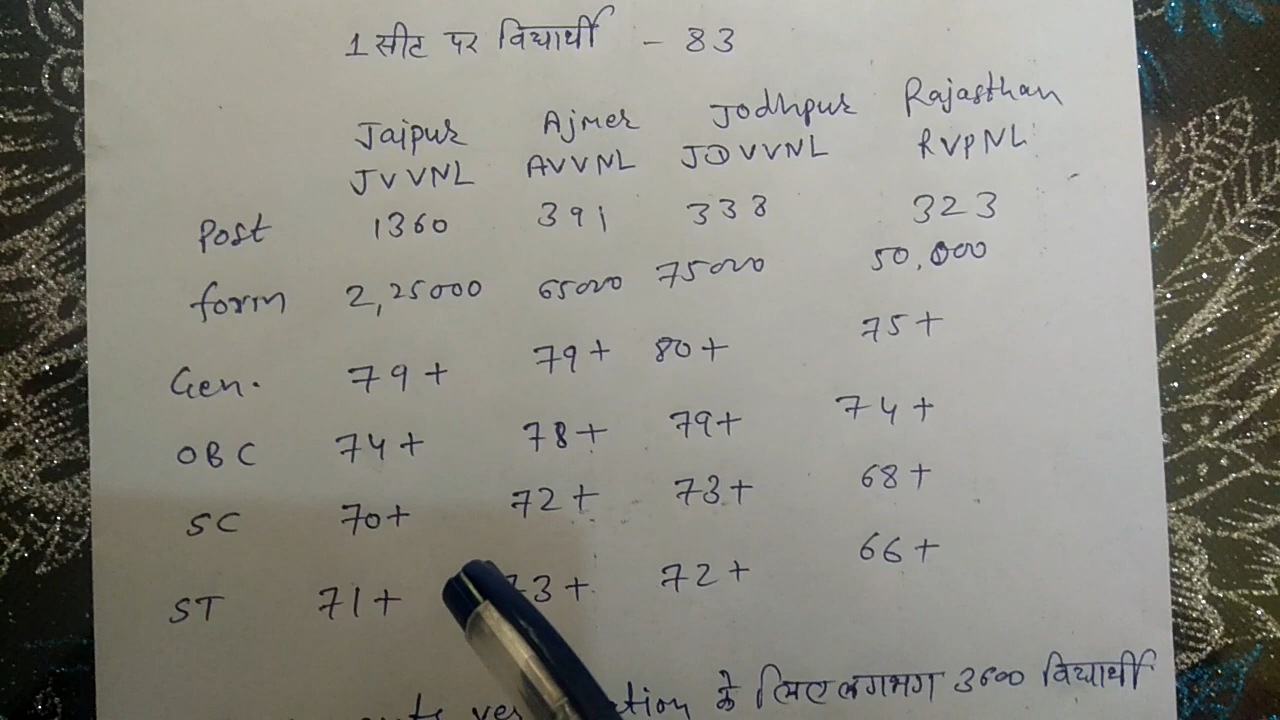 1 सीट पर विद्यार्थी - 83
Jaipur Ajmer Jodhpur Rajasthan
JVVNL AVVNL JDVVNL RVPNL
Post 1360 391 338 323
form 2,25000 65000 75000 50,000
Gen. 79+ 79+ 80+ 75+
OBC 74+ 78+ 79+ 74+
SC 70+ 72+ 73+ 68+
ST 71+ 73+ 72+ 66+
के लिए लगभग 3600 विद्यार्थी